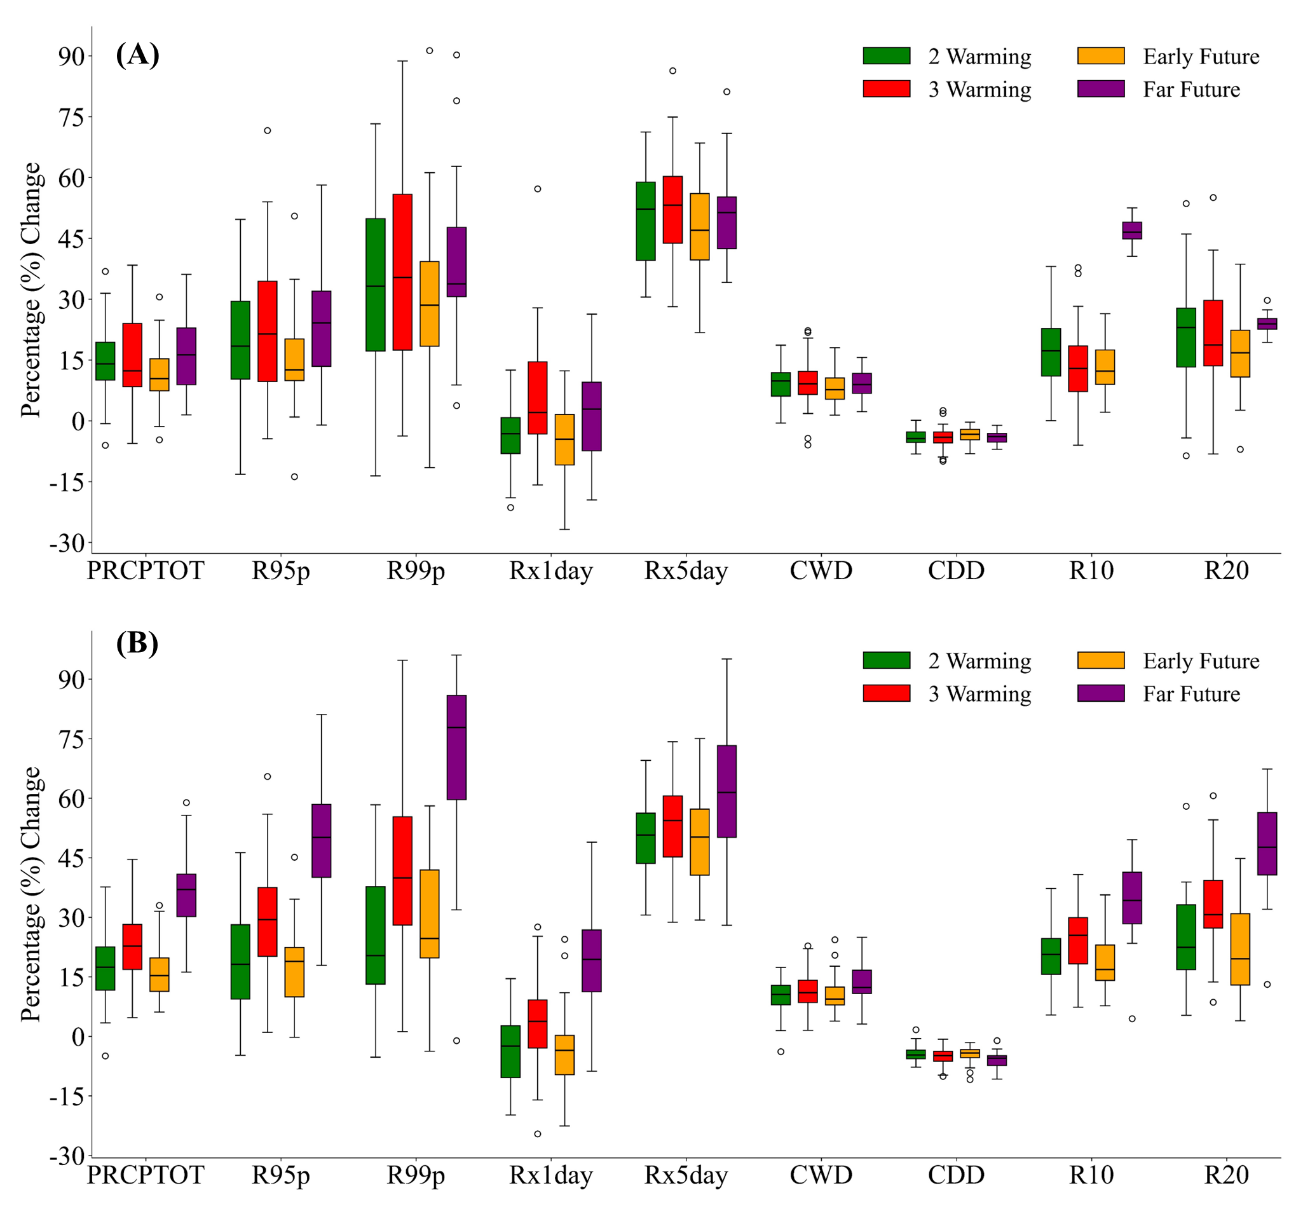 (A)
2 Warming
Early Future
3 Warming
Far Future
Percentage (%) Change
90
75
60
45
30
15
0
-15
-30
PRCPTOT R95p R99p Rx1day Rx5day CWD CDD R10 R20
(B)
2 Warming
Early Future
3 Warming
Far Future
Percentage (%) Change
90
75
60
45
30
15
0
-15
-30
PRCPTOT R95p R99p Rx1day Rx5day CWD CDD R10 R20